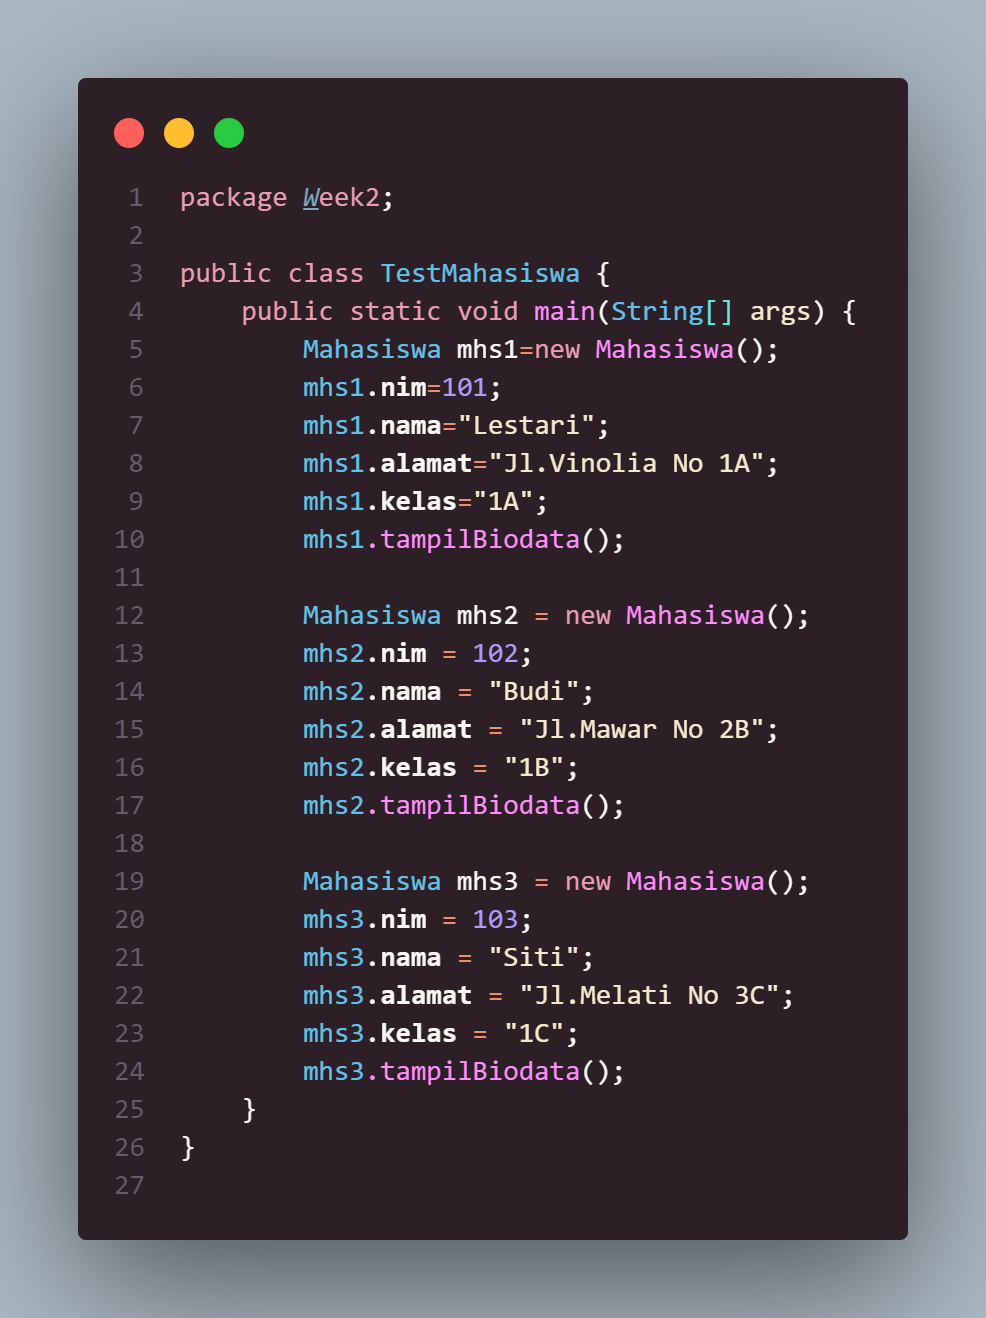 1 package Week2;
2
3 public class TestMahasiswa {
4     public static void main(String[] args) {
5         Mahasiswa mhs1=new Mahasiswa();
6         mhs1.nim=101;
7         mhs1.nama="Lestari";
8         mhs1.alamat="Jl.Vinolia No 1A";
9         mhs1.kelas="1A";
10         mhs1.tampilBiodata();
11
12         Mahasiswa mhs2 = new Mahasiswa();
13         mhs2.nim = 102;
14         mhs2.nama = "Budi";
15         mhs2.alamat = "Jl.Mawar No 2B";
16         mhs2.kelas = "1B";
17         mhs2.tampilBiodata();
18
19         Mahasiswa mhs3 = new Mahasiswa();
20         mhs3.nim = 103;
21         mhs3.nama = "Siti";
22         mhs3.alamat = "Jl.Melati No 3C";
23         mhs3.kelas = "1C";
24         mhs3.tampilBiodata();
25     }
26 }
27